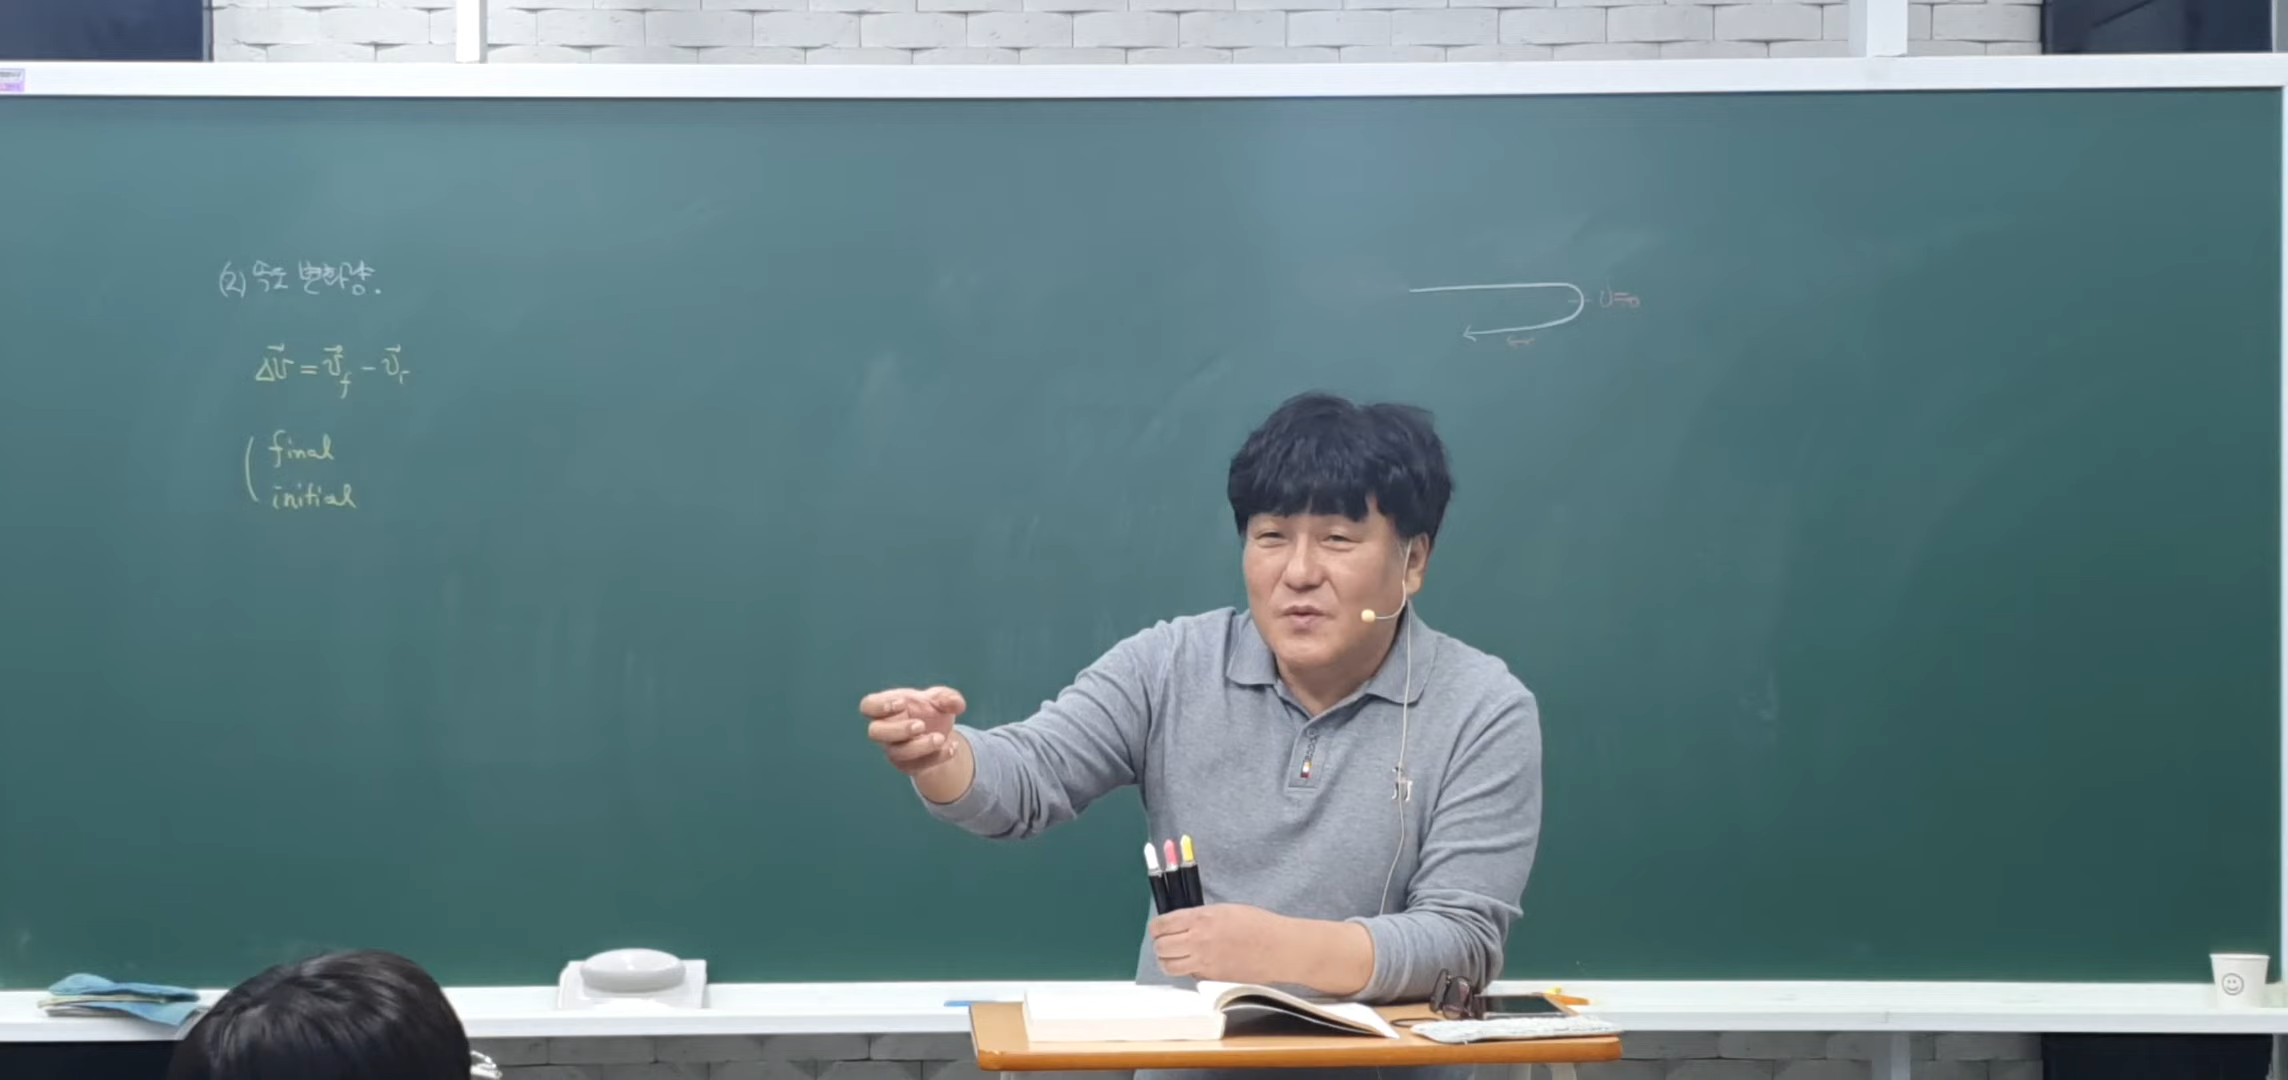 (2) 속도 변화량.
Δv⃗ = v⃗f - v⃗i
final
initial
v=0